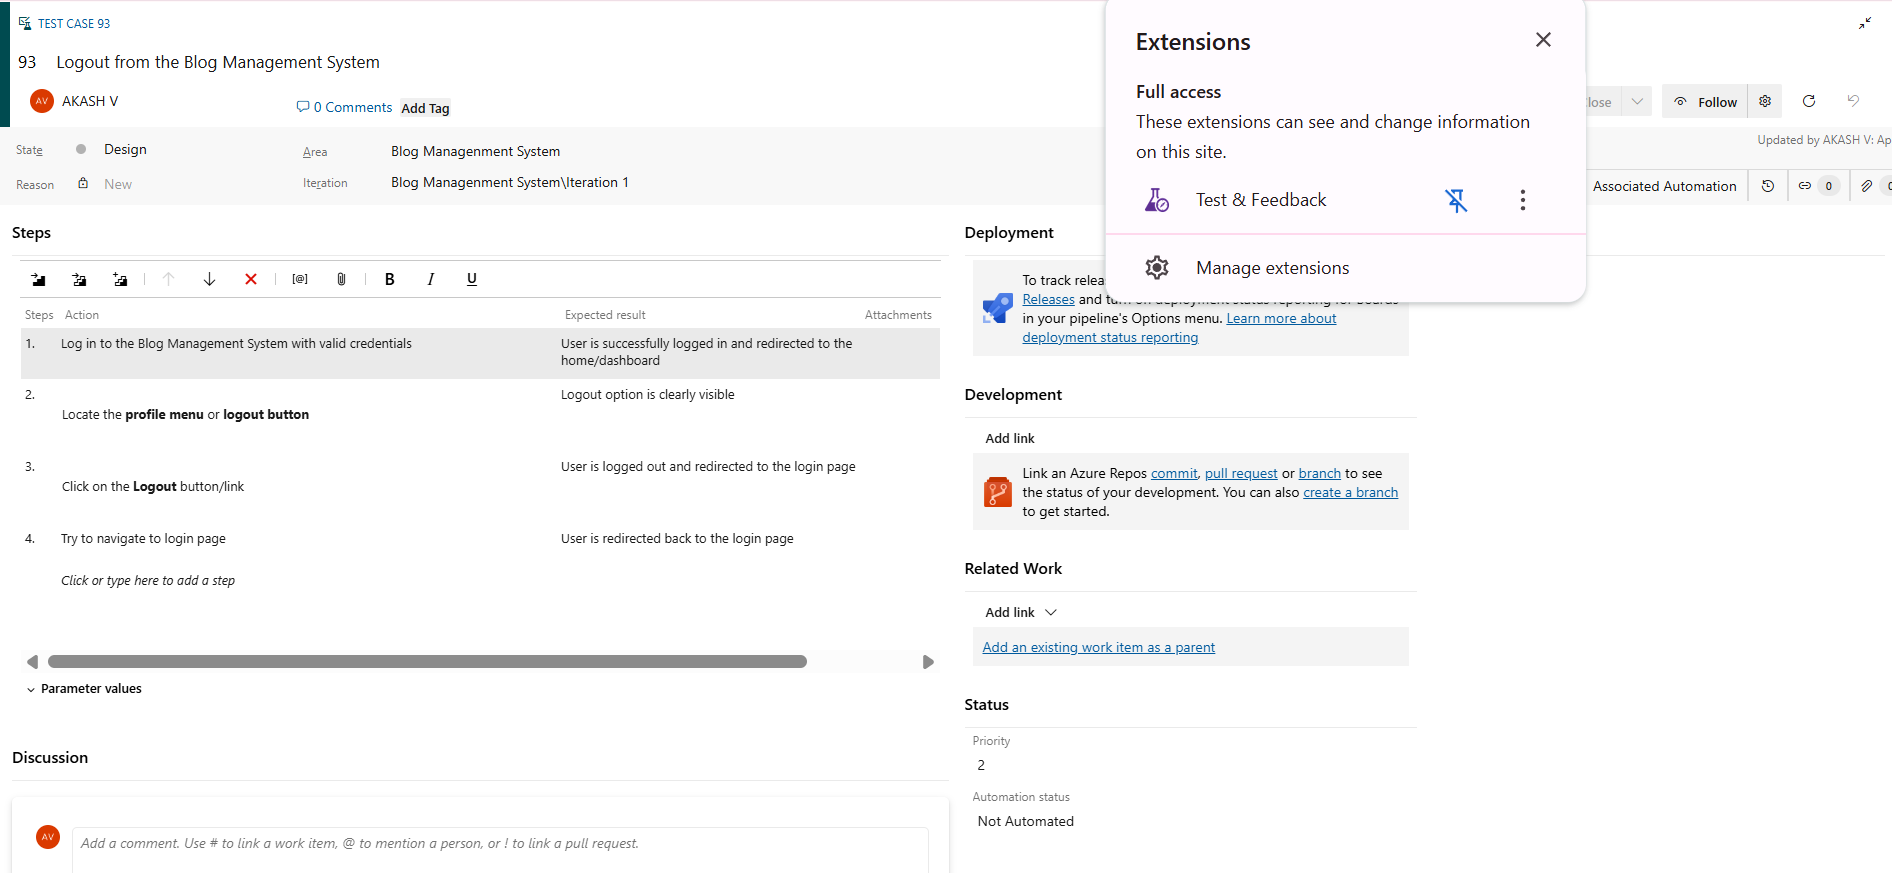 TEST CASE 93
93 Logout from the Blog Management System
AV AKASH V
0 Comments Add Tag
Follow
State Design
Reason New
Area Blog Managenment System
Iteration Blog Managenment System\Iteration 1
Updated by AKASH V:
Associated Automation
0
Extensions
Full access
These extensions can see and change information
on this site.
Test & Feedback
Manage extensions
Steps
[@] B I U
Steps Action Expected result Attachments
1. Log in to the Blog Management System with valid credentials User is successfully logged in and redirected to the
home/dashboard
2. Logout option is clearly visible
Locate the profile menu or logout button
3. User is logged out and redirected to the login page
Click on the Logout button/link
4. Try to navigate to login page User is redirected back to the login page
Click or type here to add a step
Parameter values
Discussion
AV
Add a comment. Use # to link a work item, @ to mention a person, or ! to link a pull request.
Deployment
To track
Releases and
in your pipeline's Options menu. Learn more about
deployment status reporting
Development
Add link
Link an Azure Repos commit, pull request or branch to see
the status of your development. You can also create a branch
to get started.
Related Work
Add link
Add an existing work item as a parent
Status
Priority
2
Automation status
Not Automated